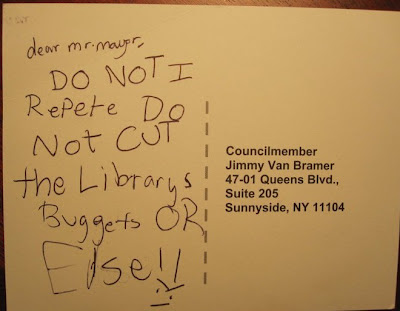 dear mr. mayor,
DO NOT I
RePete Do
Not CUT
the Librarys
Buggets OR
Else!!
Councilmember
Jimmy Van Bramer
47-01 Queens Blvd.,
Suite 205
Sunnyside, NY 11104